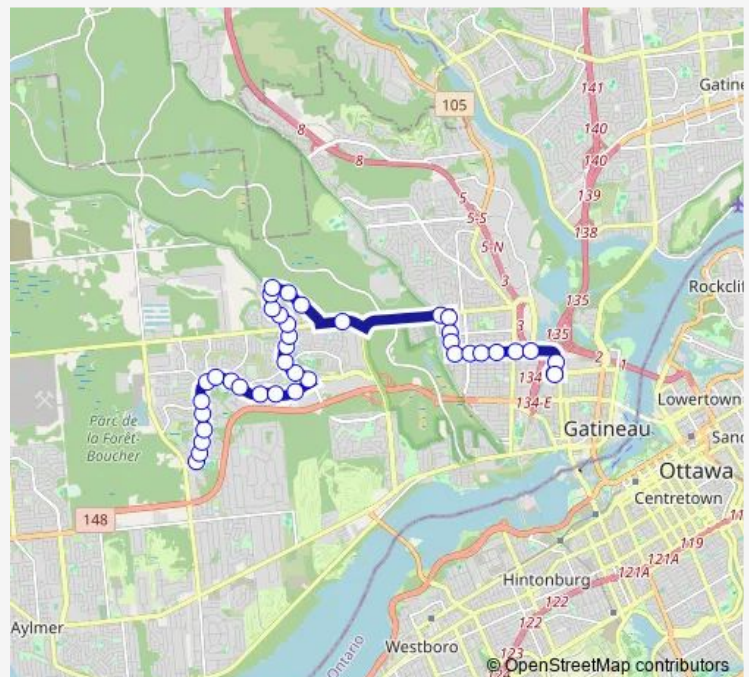 141
Gatine
140
105
8
140
8
139
5
5-S
138
5-N
3
Rockclif
135
3
135
2
1
134
Lowertown
134-E
Parc de
la Forêt-
Boucher
Gatineau
Sand
Ottawa
Centretown
148
119
121A
Hintonburg
121A
122
122
Aylmer
Westboro
123
Ontario
© OpenStreetMap contributors